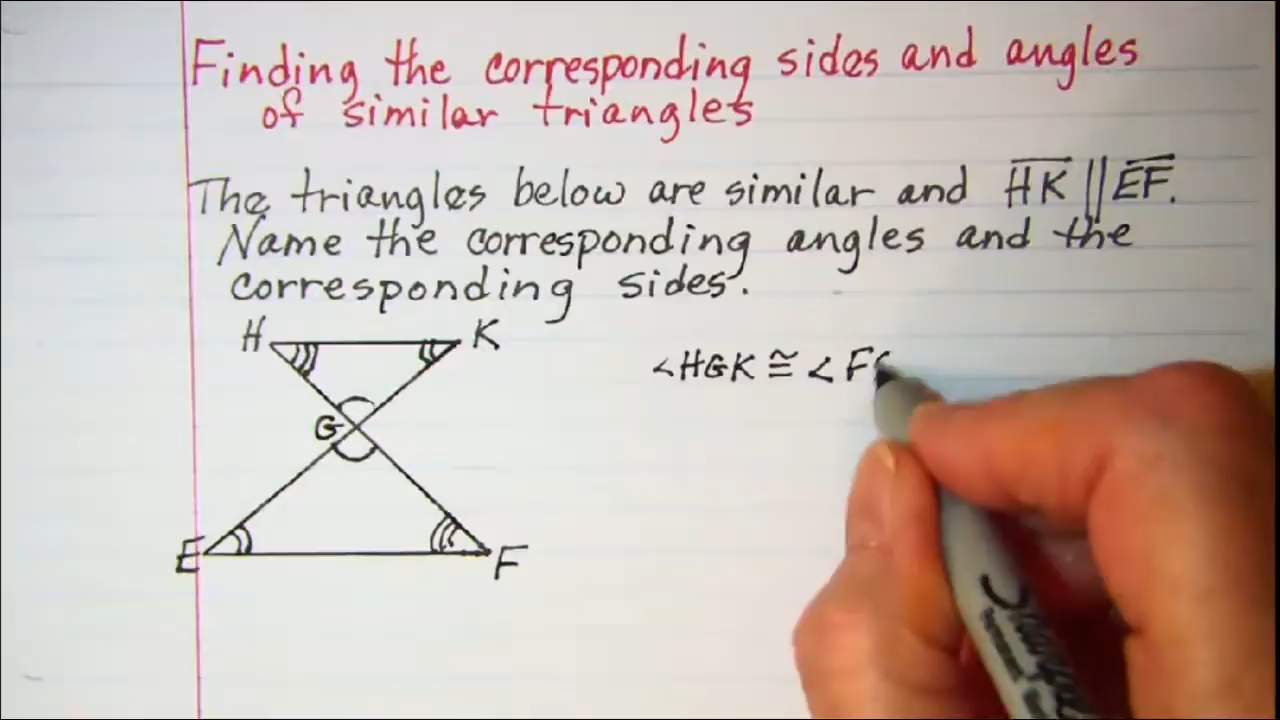 Finding the corresponding sides and angles
of similar triangles
The triangles below are similar and HK || EF.
Name the corresponding angles and the
corresponding sides.
H K
∠HGK ≅ ∠F
G
E F